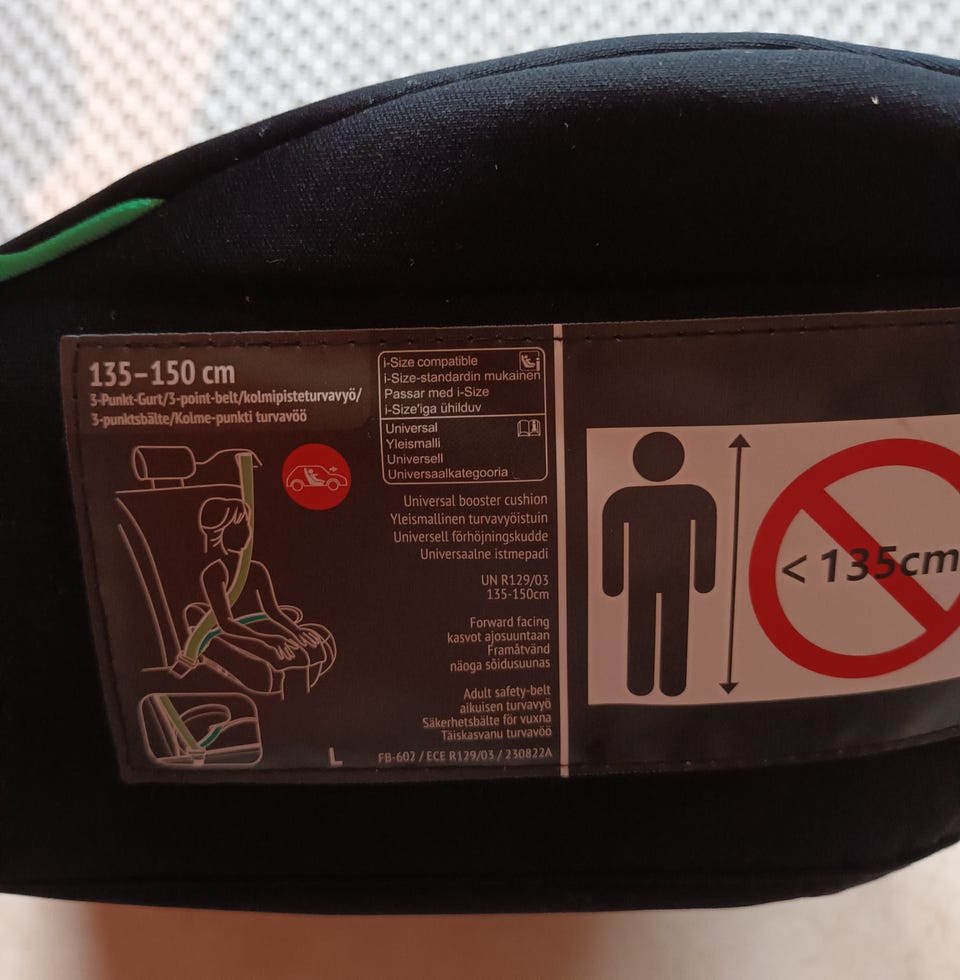 135–150 cm
3-Punkt-Gurt/3-point-belt/kolmipisteturvavyö/
3-punktsbälte/Kolme-punkti turvavöö
i-Size compatible
i-Size-standardin mukainen
Passar med i-Size
i-Size'iga ühilduv
Universal
Yleismalli
Universell
Universaalkategooria
Universal booster cushion
Yleismallinen turvavyöistuin
Universell förhöjningskudde
Universaalne istmepadi
UN R129/03
135-150cm
Forward facing
kasvot ajosuuntaan
Framåtvänd
näoga sõidusuunas
Adult safety-belt
aikuisen turvavyö
Säkerhetsbälte för vuxna
Täiskasvanu turvavöö
L
FB-602 / ECE R129/03 / 230822A
< 135cm